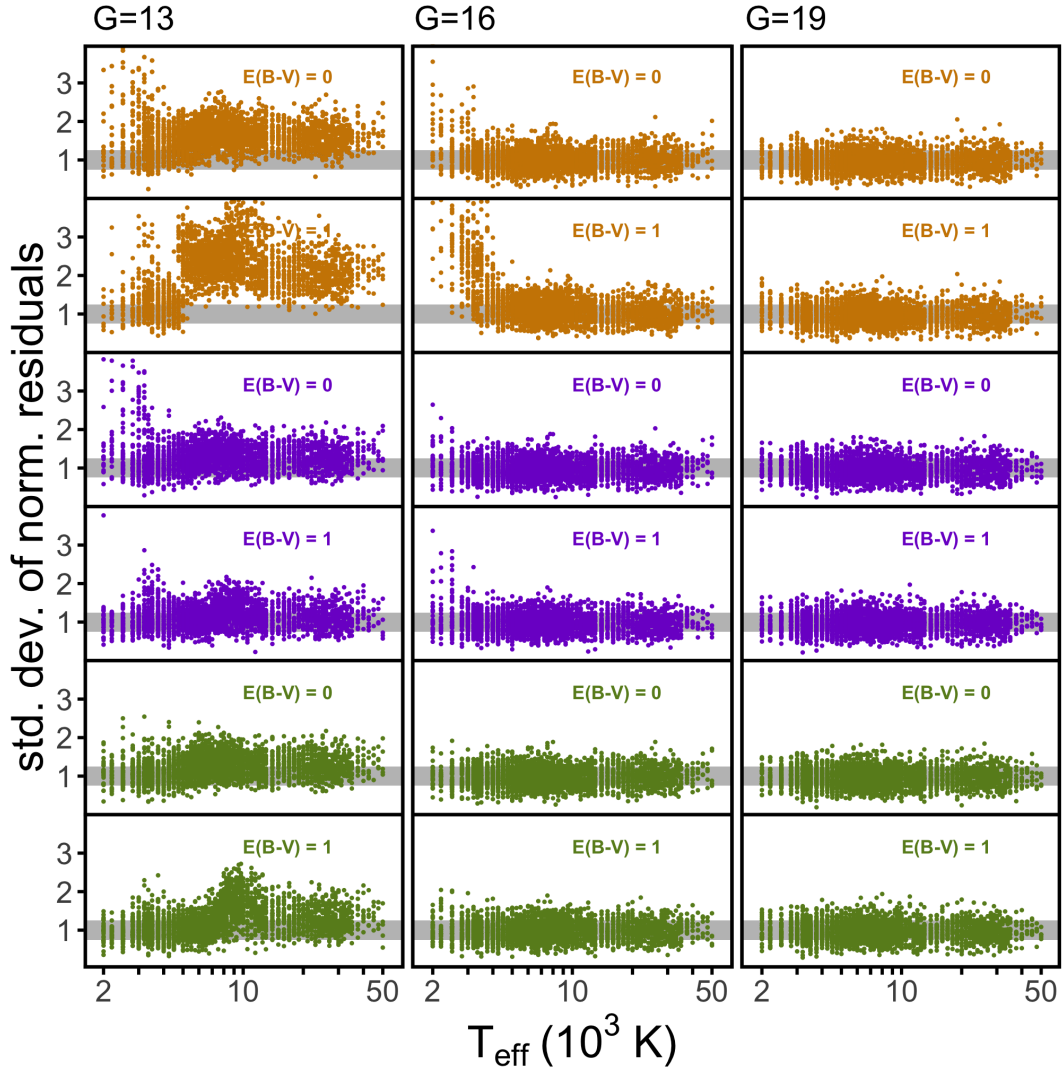 G=13 G=16 G=19
E(B-V) = 0 E(B-V) = 0 E(B-V) = 0
3
2
1
E(B-V) = 1 E(B-V) = 1 E(B-V) = 1
3
2
1
E(B-V) = 0 E(B-V) = 0 E(B-V) = 0
3
2
1
E(B-V) = 1 E(B-V) = 1 E(B-V) = 1
3
2
1
E(B-V) = 0 E(B-V) = 0 E(B-V) = 0
3
2
1
E(B-V) = 1 E(B-V) = 1 E(B-V) = 1
3
2
1
std. dev. of norm. residuals
2 10 50 2 10 50 2 10 50
T_eff (10³ K)